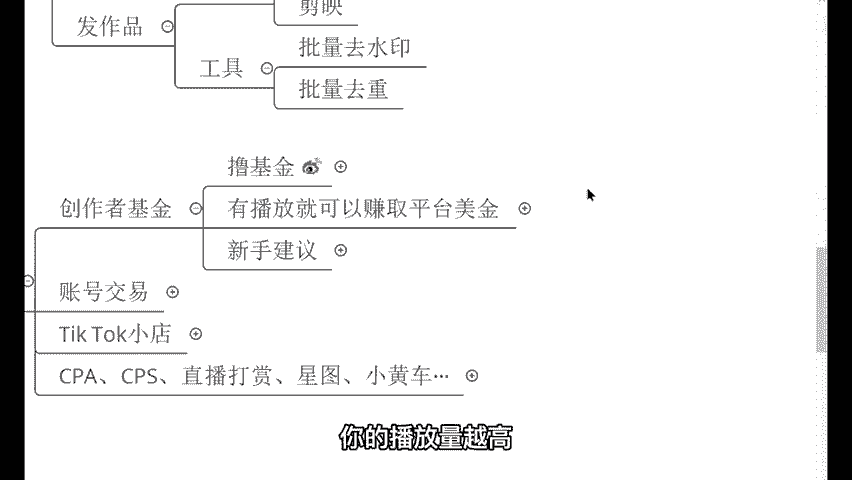 剪映
发作品
批量去水印
工具
批量去重
撸基金
创作者基金
有播放就可以赚取平台美金
新手建议
账号交易
Tik Tok小店
CPA、CPS、直播打赏、星图、小黄车…
你的播放量越高